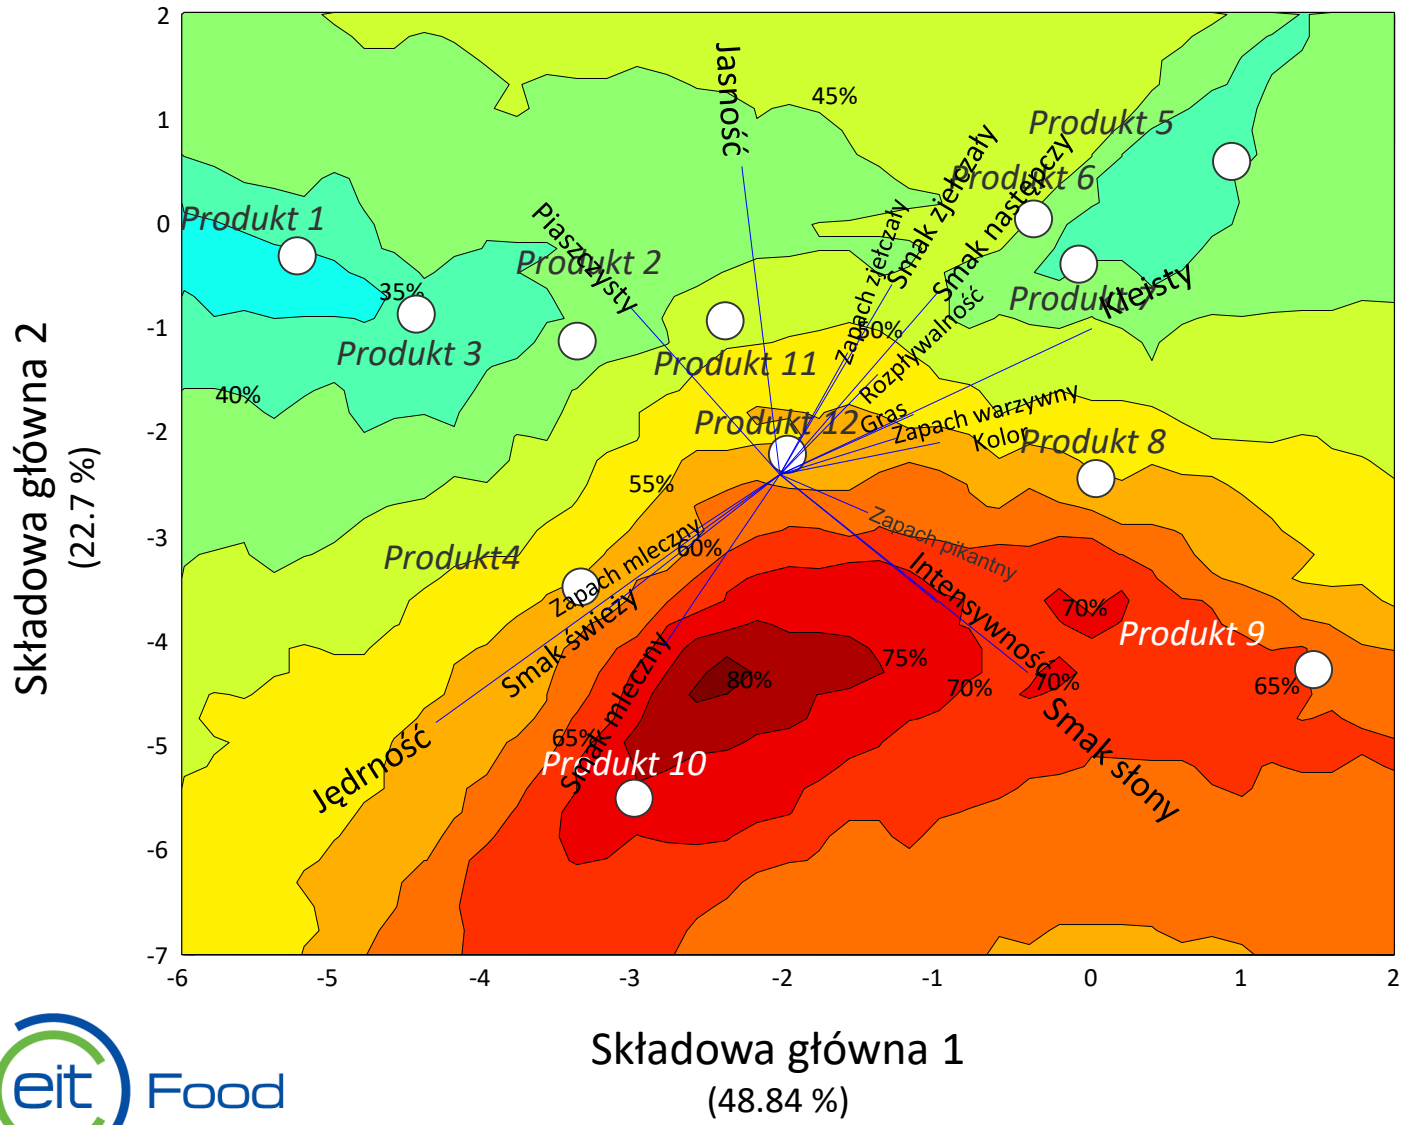 2
1
0
-1
-2
-3
-4
-5
-6
-7
-6
-5
-4
-3
-2
-1
0
1
2
Składowa główna 2
(22.7 %)
Składowa główna 1
(48.84 %)
Jasność
45%
Produkt 5
Smak zjełczały
Smak następczy
Produkt 6
Produkt 1
Piaszczysty
Zapach zjełczały
Produkt 2
35%
Kleisty
Produkt 7
Rozpływalność
50%
Produkt 3
Produkt 11
40%
Gras
Zapach warzywny
Produkt 12
Kolor
Produkt 8
55%
Zapach pikantny
Produkt4
Zapach mleczny
60%
Intensywność
Smak świeży
70%
Produkt 9
Smak mleczny
75%
80%
70%
70%
65%
65%
Jędrność
Smak słony
Produkt 10
eit Food